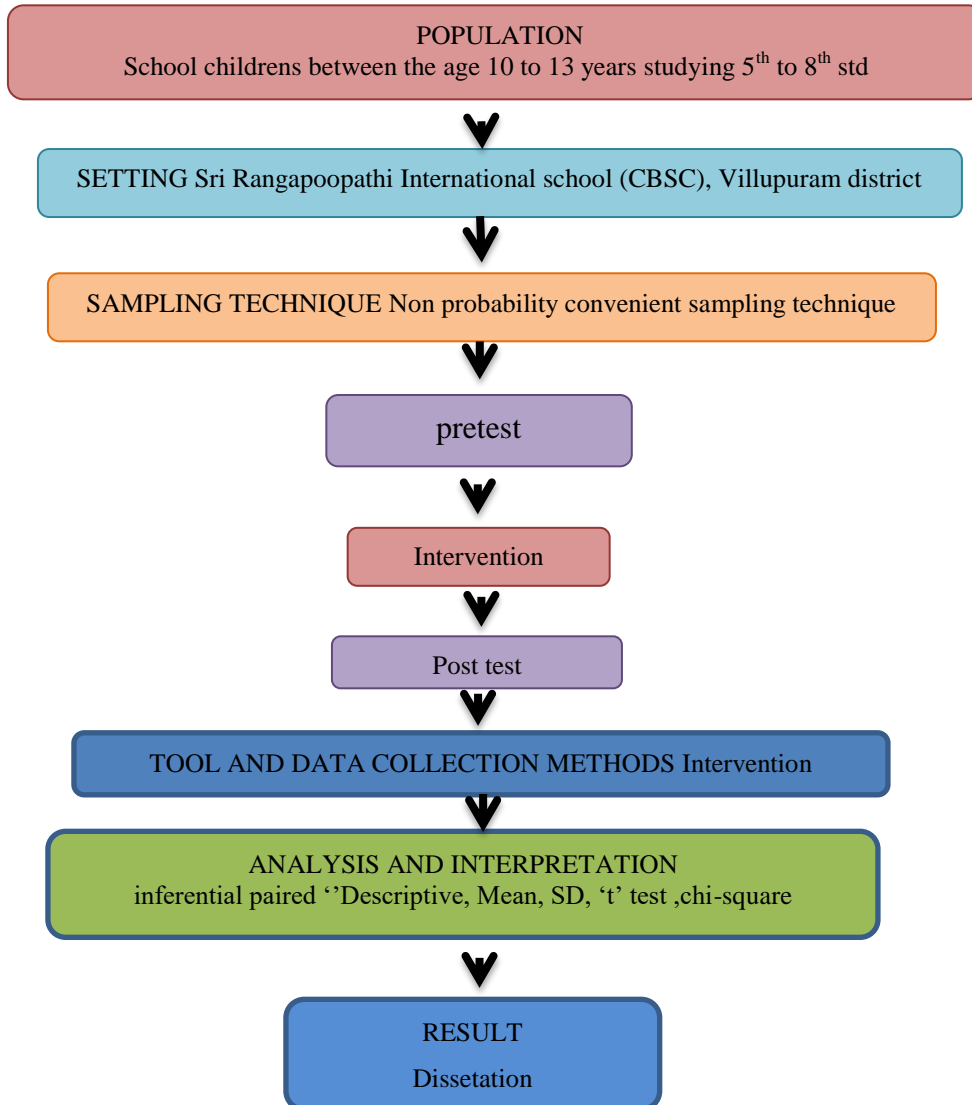 POPULATION
School childrens between the age 10 to 13 years studying 5th to 8th std
SETTING Sri Rangapoopathi International school (CBSC), Villupuram district
SAMPLING TECHNIQUE Non probability convenient sampling technique
pretest
Intervention
Post test
TOOL AND DATA COLLECTION METHODS Intervention
ANALYSIS AND INTERPRETATION
inferential paired ‘’Descriptive, Mean, SD, ‘t’ test ,chi-square
RESULT
Dissetation